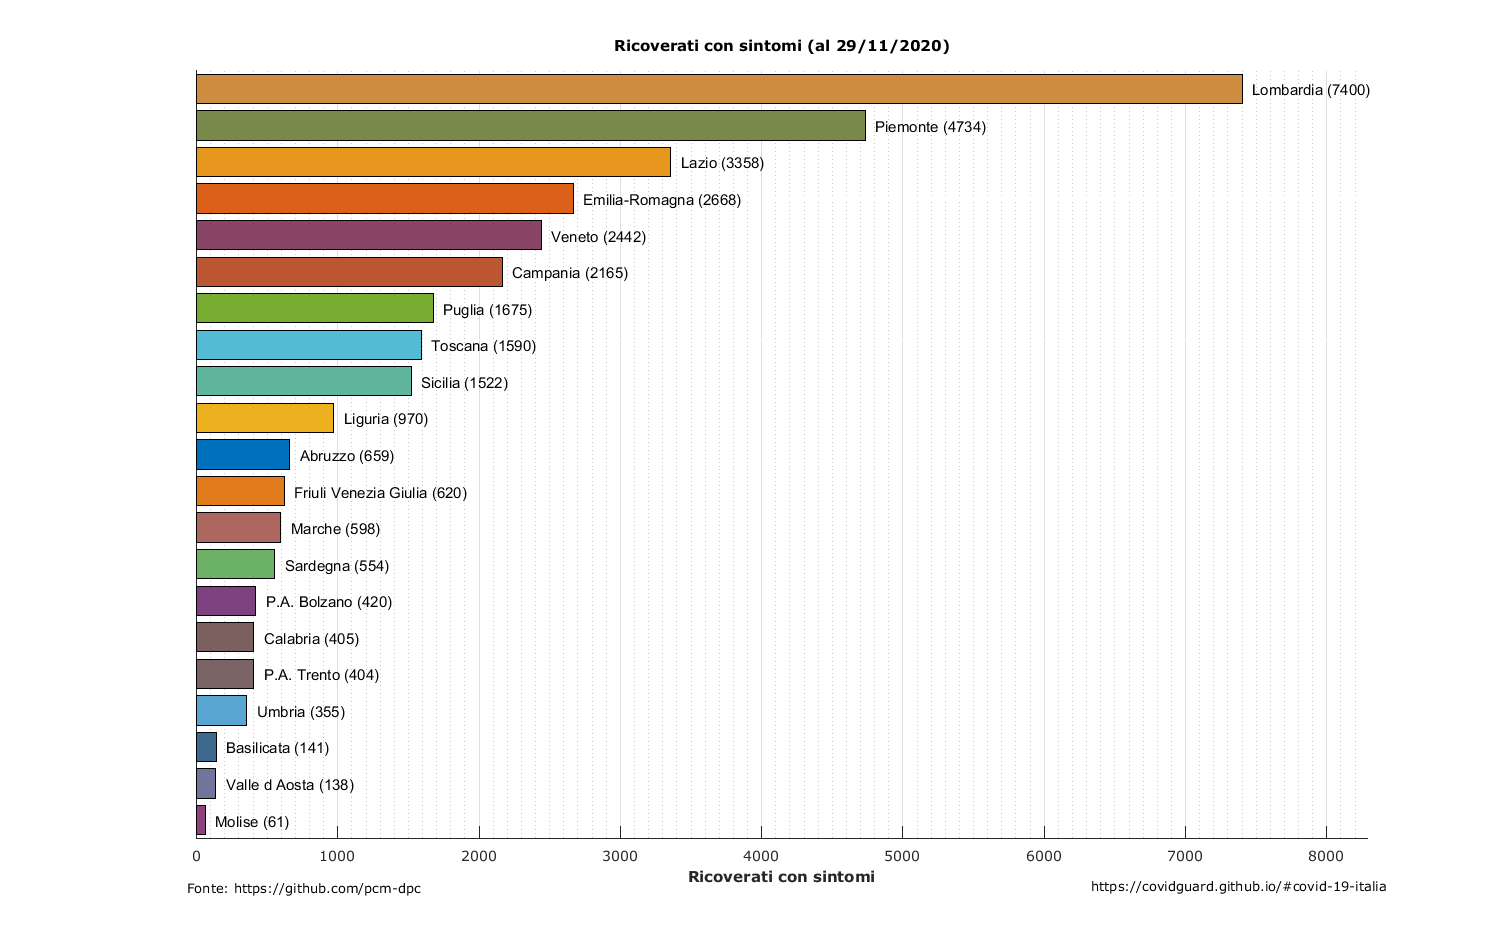 Ricoverati con sintomi (al 29/11/2020)
Lombardia (7400)
Piemonte (4734)
Lazio (3358)
Emilia-Romagna (2668)
Veneto (2442)
Campania (2165)
Puglia (1675)
Toscana (1590)
Sicilia (1522)
Liguria (970)
Abruzzo (659)
Friuli Venezia Giulia (620)
Marche (598)
Sardegna (554)
P.A. Bolzano (420)
Calabria (405)
P.A. Trento (404)
Umbria (355)
Basilicata (141)
Valle d Aosta (138)
Molise (61)
0 1000 2000 3000 4000 5000 6000 7000 8000
Ricoverati con sintomi
Fonte: https://github.com/pcm-dpc
https://covidguard.github.io/#covid-19-italia